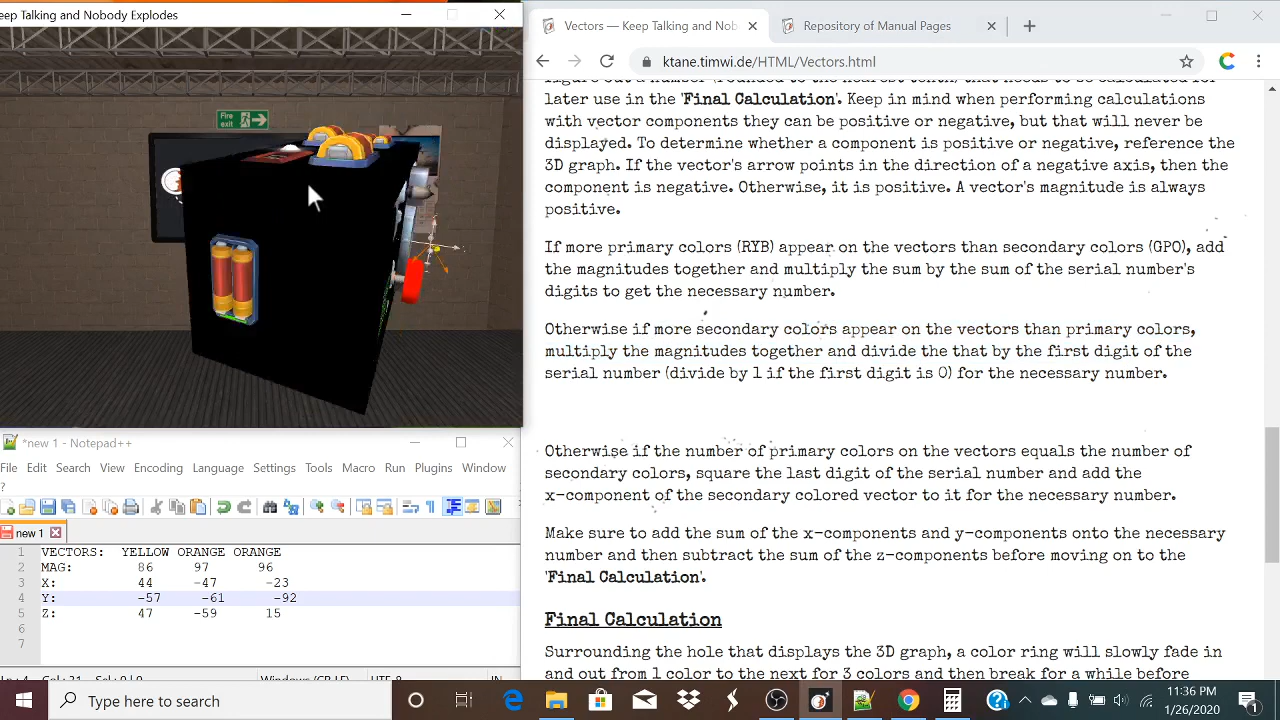 eep Talking and Nobody Explodes
Fire
exit
Vectors — Keep Talking and Nob
Repository of Manual Pages
ktane.timwi.de/HTML/Vectors.html
later use in the 'Final Calculation'. Keep in mind when performing calculations
with vector components they can be positive or negative, but that will never be
displayed. To determine whether a component is positive or negative, reference the
3D graph. If the vector's arrow points in the direction of a negative axis, then the
component is negative. Otherwise, it is positive. A vector's magnitude is always
positive.
If more primary colors (RYB) appear on the vectors than secondary colors (GPO), add
the magnitudes together and multiply the sum by the sum of the serial number's
digits to get the necessary number.
Otherwise if more secondary colors appear on the vectors than primary colors,
multiply the magnitudes together and divide the that by the first digit of the
serial number (divide by 1 if the first digit is 0) for the necessary number.
Otherwise if the number of primary colors on the vectors equals the number of
secondary colors, square the last digit of the serial number and add the
x-component of the secondary colored vector to it for the necessary number.
Make sure to add the sum of the x-components and y-components onto the necessary
number and then subtract the sum of the z-components before moving on to the
'Final Calculation'.
Final Calculation
Surrounding the hole that displays the 3D graph, a color ring will slowly fade in
and out from 1 color to the next for 3 colors and then break for a while before
*new 1 - Notepad++
File Edit Search View Encoding Language Settings Tools Macro Run Plugins Window
?
new 1
1 VECTORS: YELLOW ORANGE ORANGE
2 MAG: 86 97 96
3 X: 44 -47 -23
4 Y: -57 -61 -92
5 Z: 47 -59 15
6
7
Type here to search
11:36 PM
1/26/2020